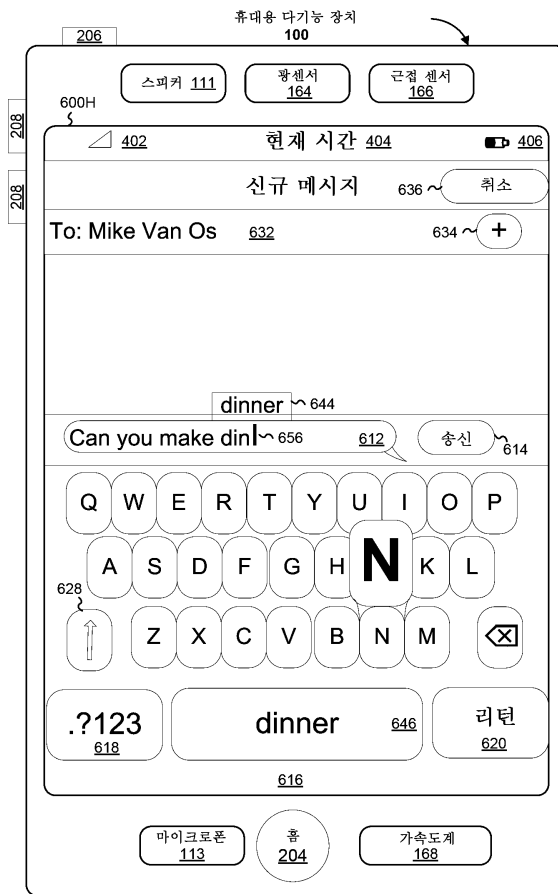 휴대용 다기능 장치
100
206
스피커 111
광센서
164
근접 센서
166
600H
208
208
402
현재 시간 404
406
신규 메시지
636
취소
To: Mike Van Os 632
634
+
dinner 644
Can you make din 656 612
송신
614
Q W E R T Y U I O P
A S D F G H N K L
628
Z X C V B N M
.?123
618
dinner 646
리턴
620
616
마이크로폰
113
홈
204
가속도계
168